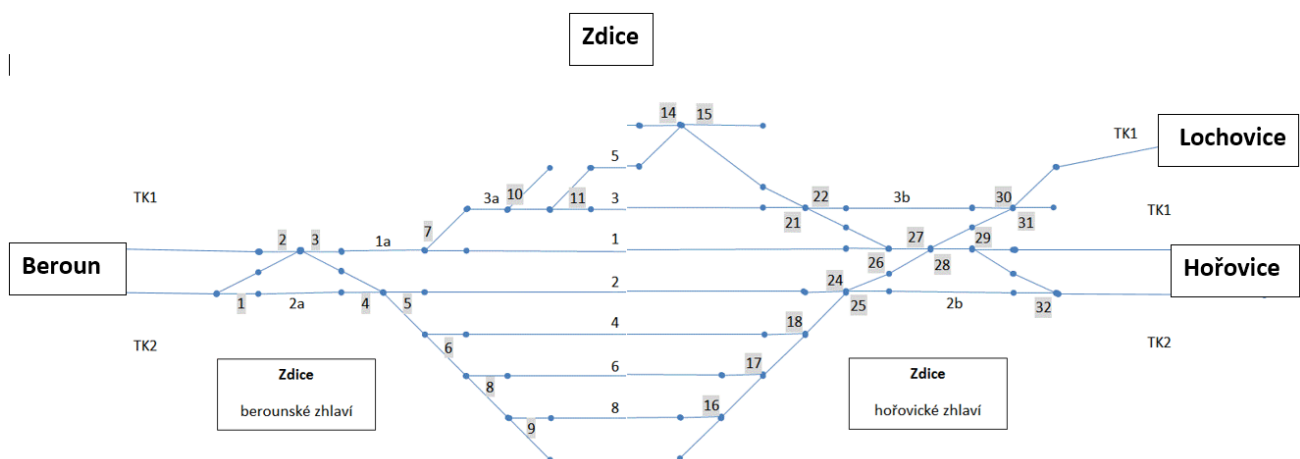 Zdice
14
15
TK1
Lochovice
5
TK1
10
11
3a
3
22
3b
30
21
31
TK1
2
3
1a
7
1
27
29
Beroun
26
28
Hořovice
24
1
2a
4
5
2
25
2b
32
TK2
6
4
18
TK2
8
6
17
9
8
16
Zdice
berounské zhlaví
Zdice
hořovické zhlaví